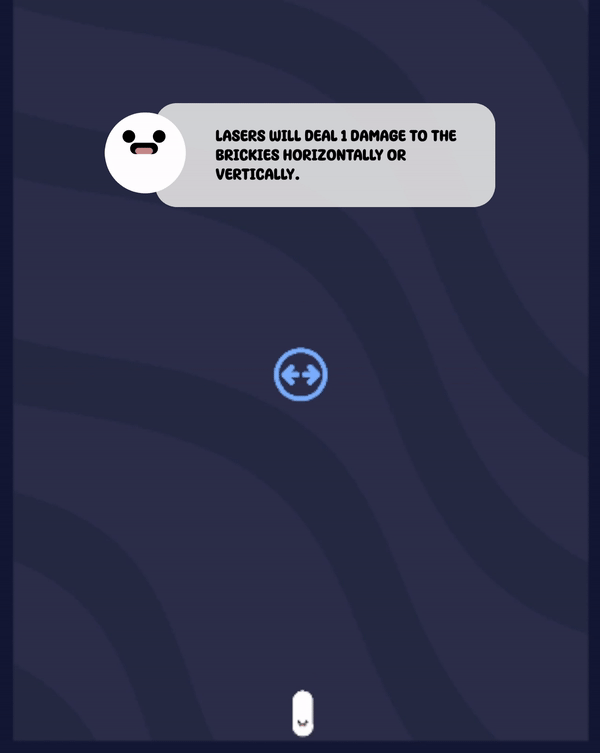 LASERS WILL DEAL 1 DAMAGE TO THE
BRICKIES HORIZONTALLY OR
VERTICALLY.